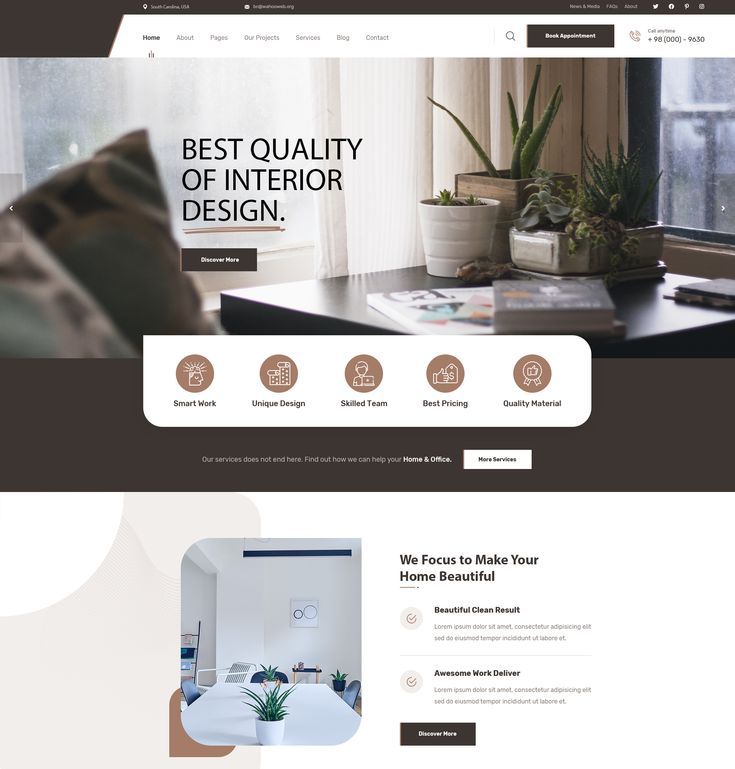 South Carolina, USA
hr@wahooweb.org
News & Media FAQs About
Home About Pages Our Projects Services Blog Contact
Book Appointment
Call anytime
+ 98 (000) - 9630
BEST QUALITY
OF INTERIOR
DESIGN.
Discover More
Smart Work
Unique Design
Skilled Team
Best Pricing
Quality Material
Our services does not end here. Find out how we can help your Home & Office.
More Services
We Focus to Make Your
Home Beautiful
Beautiful Clean Result
Lorem ipsum dolor sit amet, consectetur adipisicing elit
sed do eiusmod tempor incididunt ut labore et.
Awesome Work Deliver
Lorem ipsum dolor sit amet, consectetur adipisicing elit
sed do eiusmod tempor incididunt ut labore et.
Discover More